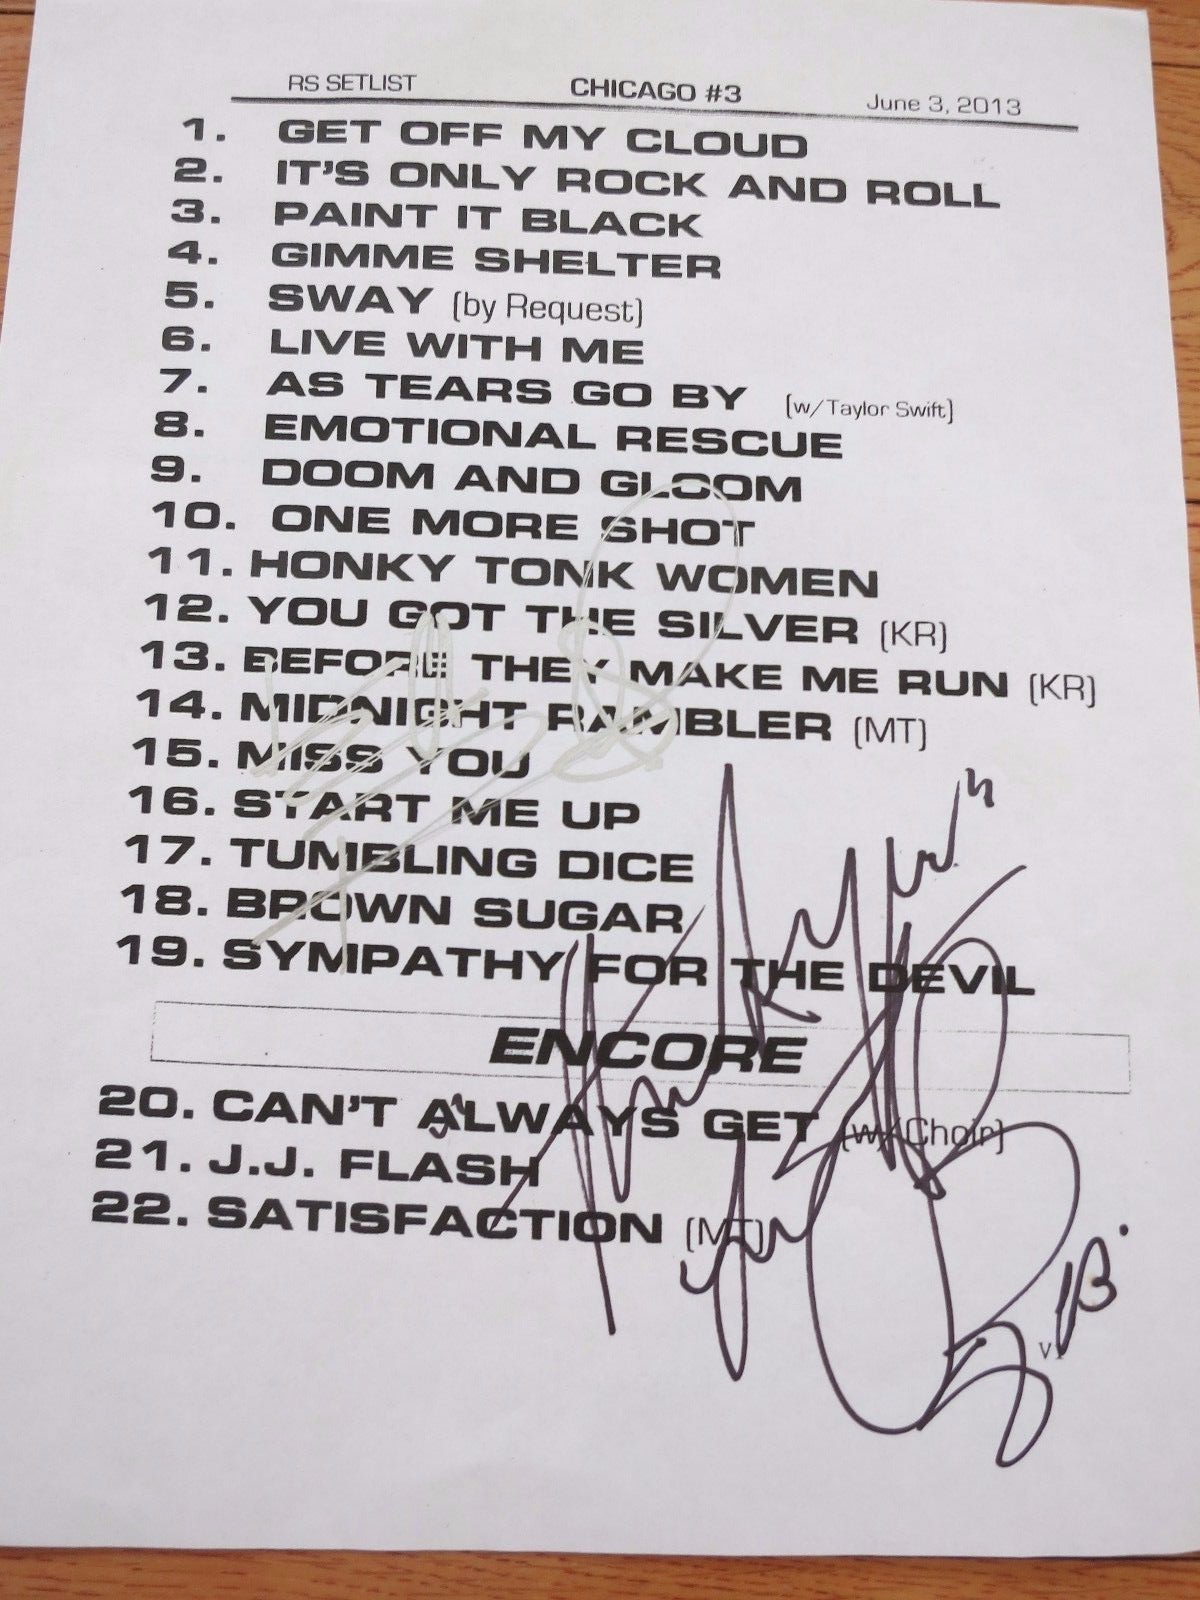 RS SETLIST CHICAGO #3 June 3, 2013
1. GET OFF MY CLOUD
2. IT'S ONLY ROCK AND ROLL
3. PAINT IT BLACK
4. GIMME SHELTER
5. SWAY (by Request)
6. LIVE WITH ME
7. AS TEARS GO BY (w/Taylor Swift)
8. EMOTIONAL RESCUE
9. DOOM AND GLOOM
10. ONE MORE SHOT
11. HONKY TONK WOMEN
12. YOU GOT THE SILVER (KR)
13. BEFORE THEY MAKE ME RUN (KR)
14. MIDNIGHT RAMBLER (MT)
15. MISS YOU
16. START ME UP
17. TUMBLING DICE
18. BROWN SUGAR
19. SYMPATHY FOR THE DEVIL
ENCORE
20. CAN'T ALWAYS GET (w/Choir)
21. J.J. FLASH
22. SATISFACTION (MT)